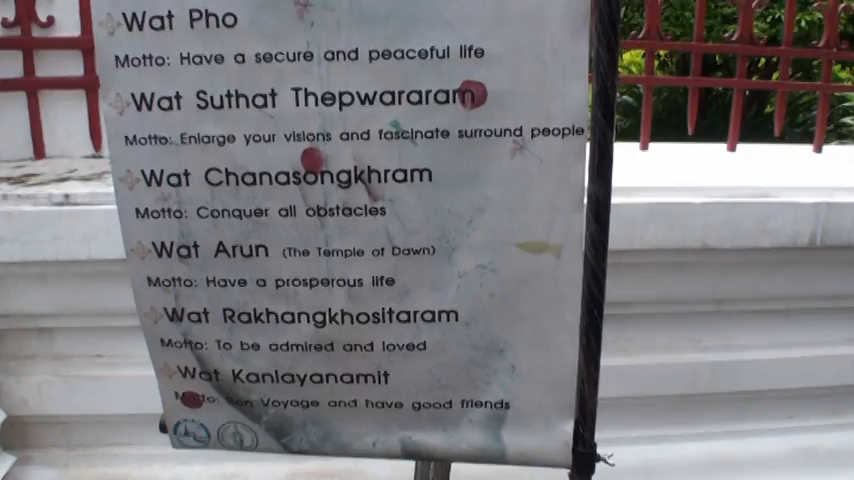 Wat Pho
Motto: Have a secure and peaceful life
Wat Suthat Thepwararam
Motto: Enlarge your visions and fascinate surround people
Wat Chanasongkhram
Motto: Conquer all obstacles
Wat Arun (The Temple of Dawn)
Motto: Have a prosperous life
Wat Rakhangkhositaram
Motto: To be admired and loved
Wat Kanlayanamit
Motto: Bon Voyage and have good friends